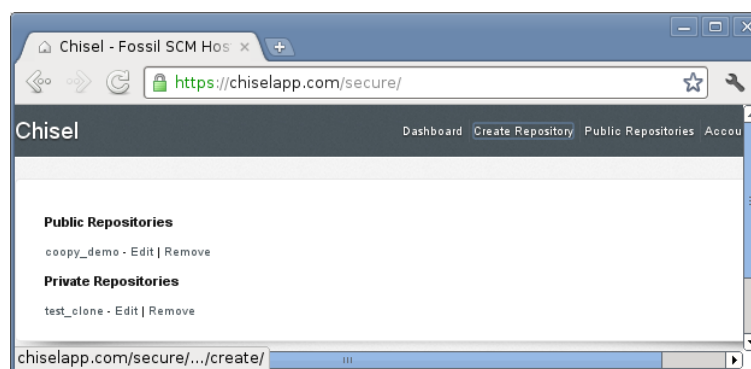 Chisel - Fossil SCM Hos
https://chiselapp.com/secure/
Chisel
Dashboard Create Repository Public Repositories Accou
Public Repositories
coopy_demo - Edit | Remove
Private Repositories
test_clone - Edit | Remove
chiselapp.com/secure/.../create/